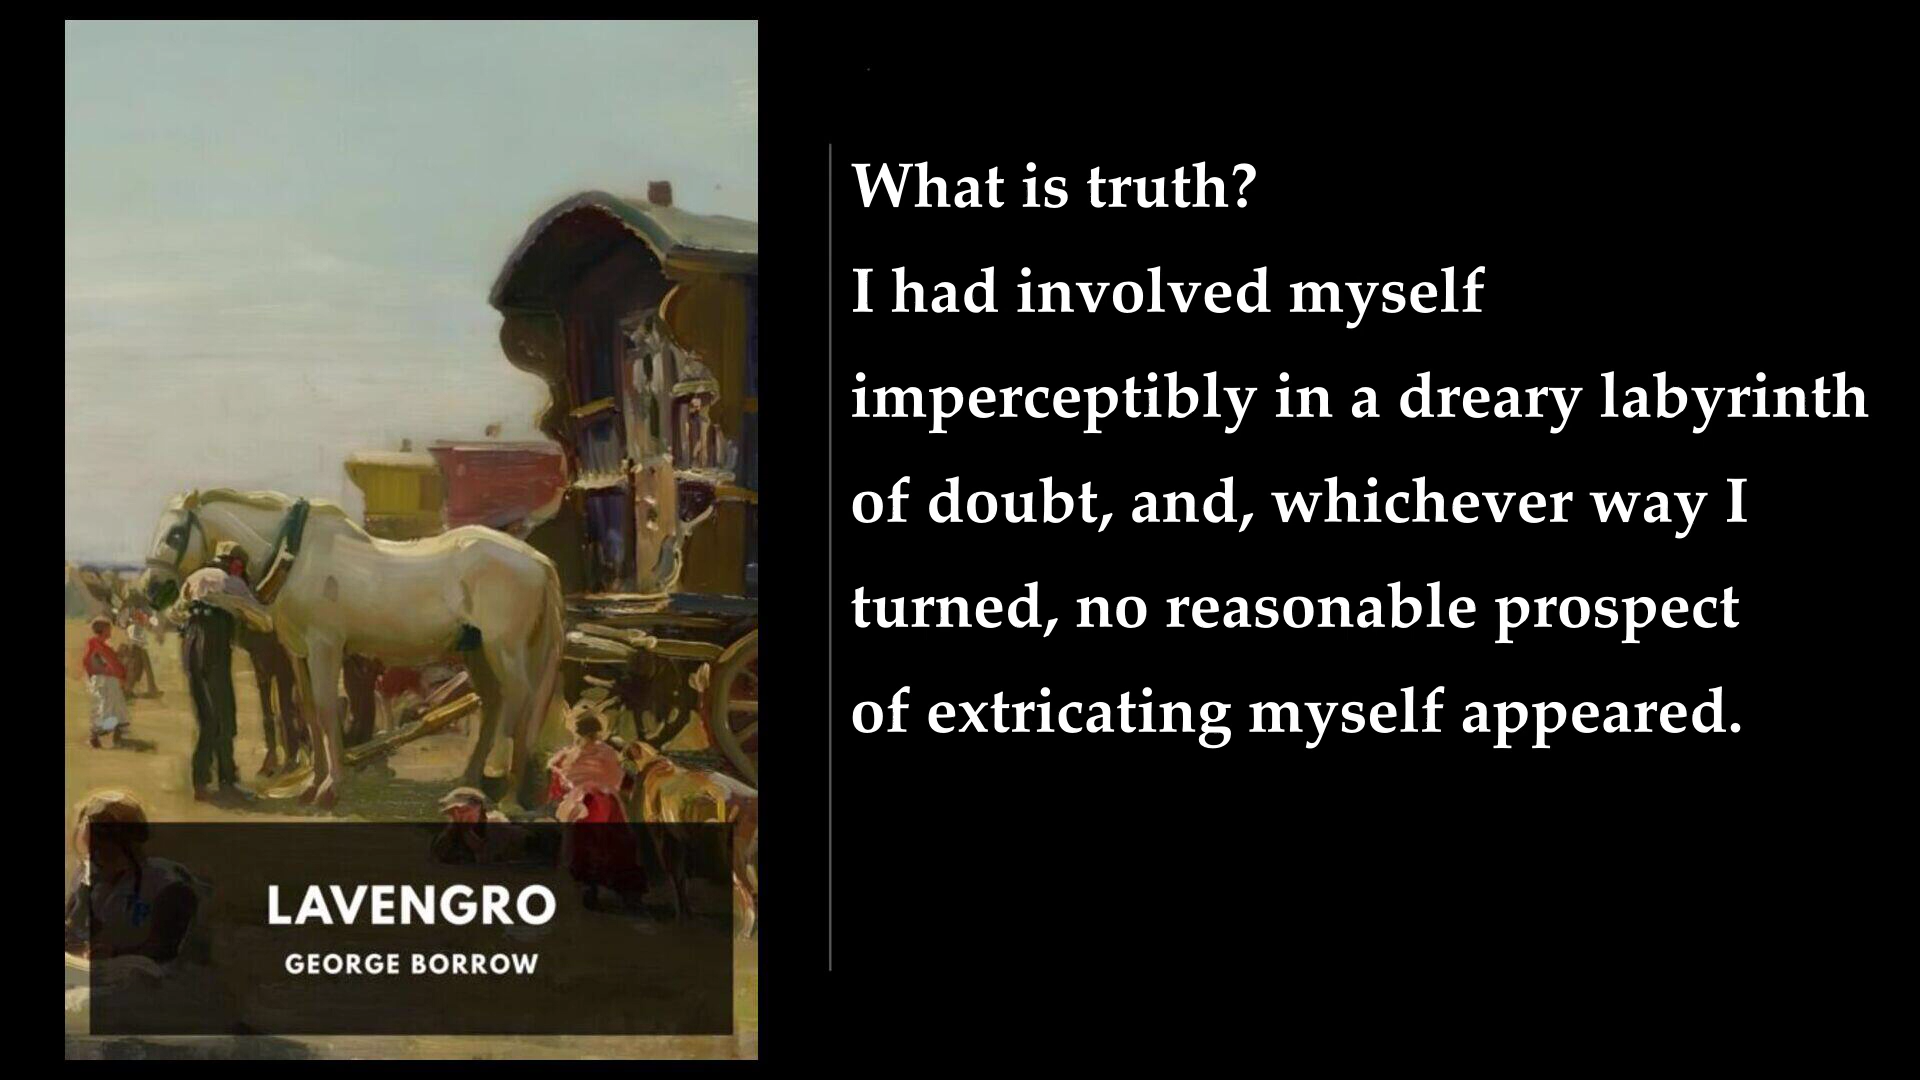 What is truth?
I had involved myself
imperceptibly in a dreary labyrinth
of doubt, and, whichever way I
turned, no reasonable prospect
of extricating myself appeared.
LAVENGRO
GEORGE BORROW